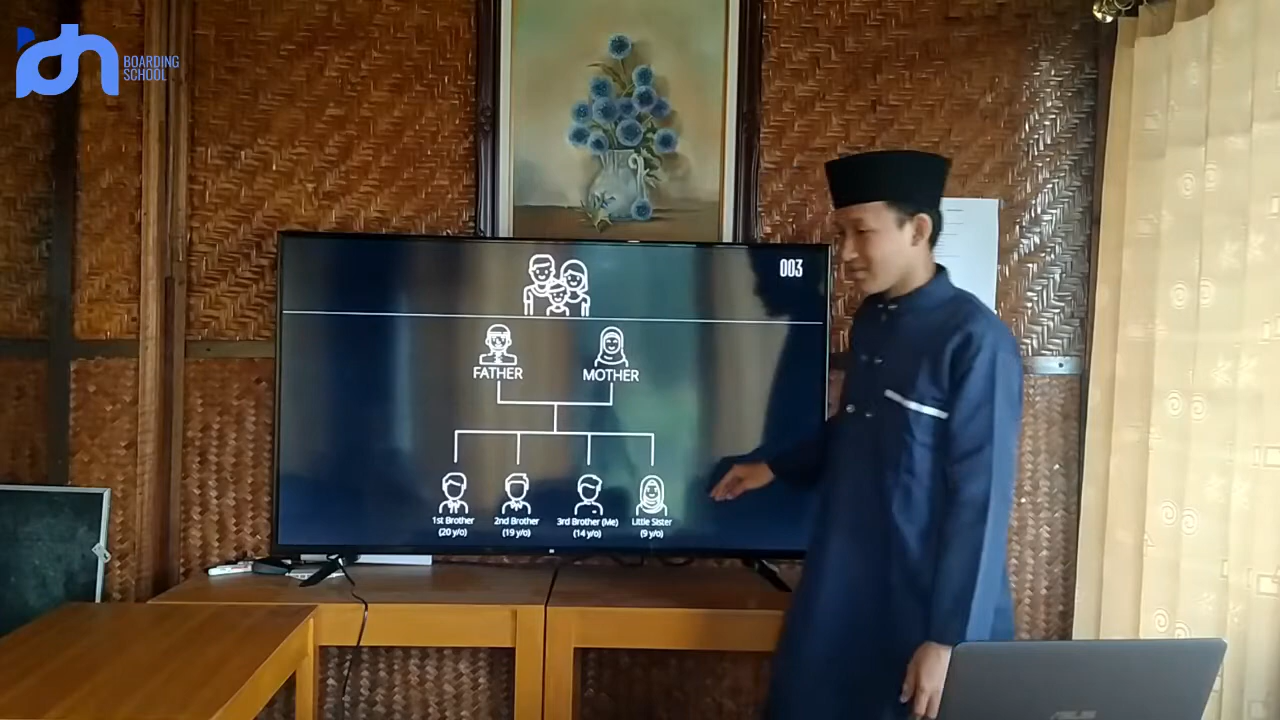 BOARDING
SCHOOL
003
FATHER
MOTHER
1st Brother
(20 y/o)
2nd Brother
(19 y/o)
3rd Brother (Me)
(14 y/o)
Little Sister
(9 y/o)